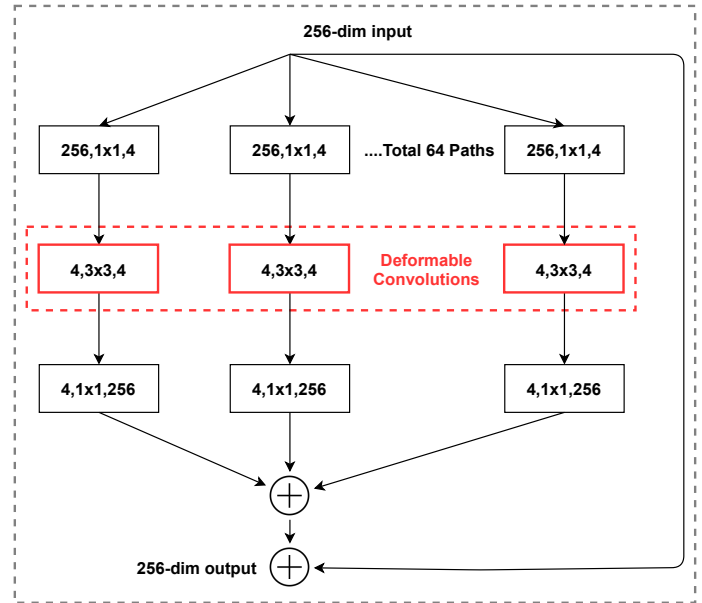 256-dim input
256,1x1,4
256,1x1,4
....Total 64 Paths
256,1x1,4
4,3x3,4
4,3x3,4
Deformable
Convolutions
4,3x3,4
4,1x1,256
4,1x1,256
4,1x1,256
256-dim output